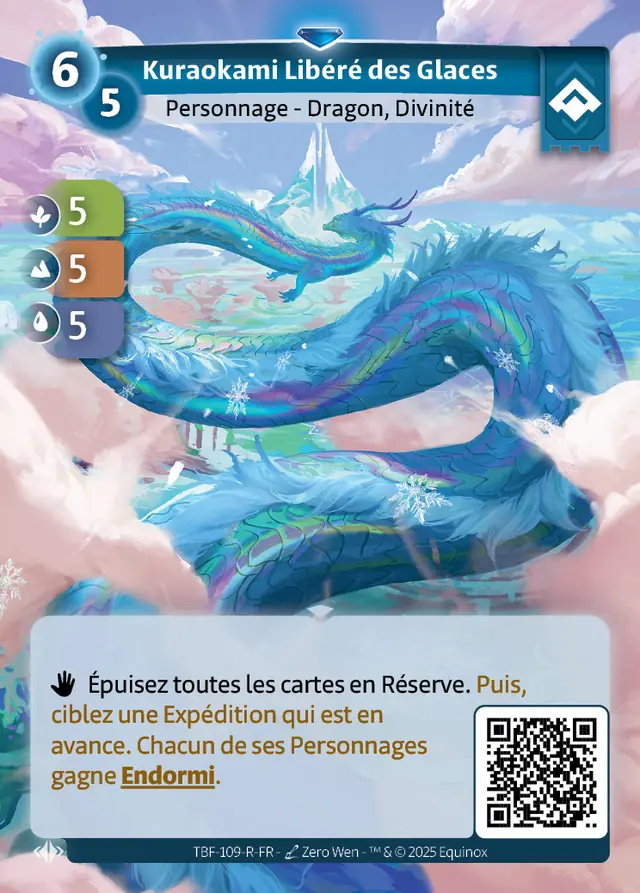 6
5
Kuraokami Libéré des Glaces
Personnage - Dragon, Divinité
5
5
5
Épuisez toutes les cartes en Réserve. Puis,
ciblez une Expédition qui est en
avance. Chacun de ses Personnages
gagne Endormi.
TBF-109-R-FR - Zero Wen - ™ & © 2025 Equinox